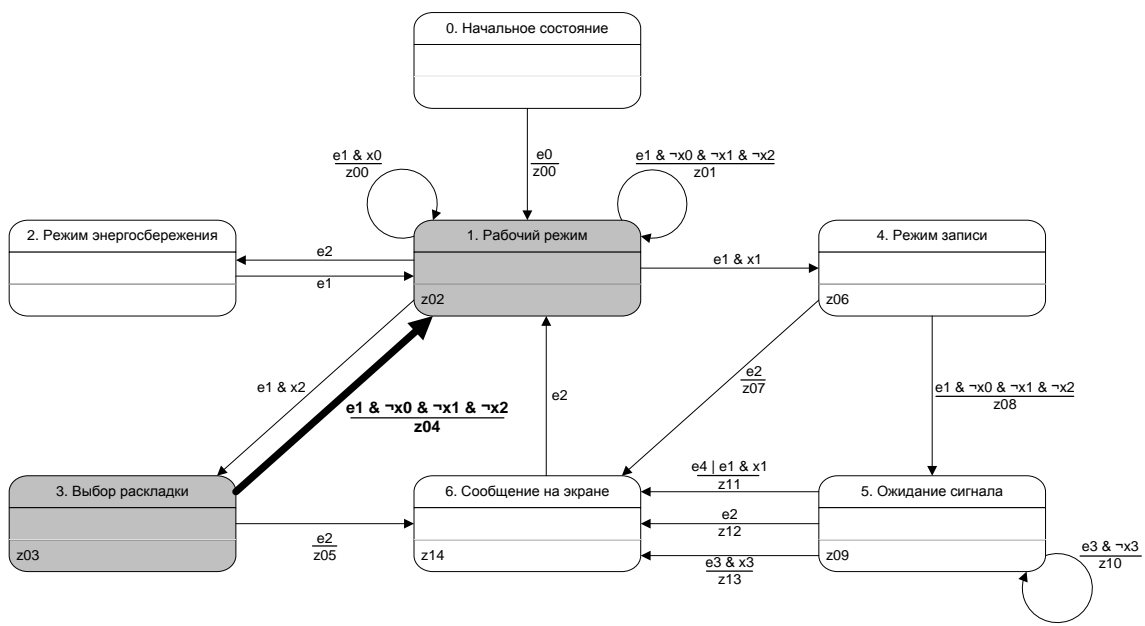 0. Начальное состояние
e0
z00
e1 & x0
z00
e1 & ¬x0 & ¬x1 & ¬x2
z01
2. Режим энергосбережения
1. Рабочий режим
z02
4. Режим записи
z06
e2
e1
e1 & x1
e1 & x2
e1 & ¬x0 & ¬x1 & ¬x2
z04
e2
e2
z07
e1 & ¬x0 & ¬x1 & ¬x2
z08
3. Выбор раскладки
z03
e2
z05
6. Сообщение на экране
z14
e4 | e1 & x1
z11
e2
z12
e3 & x3
z13
5. Ожидание сигнала
z09
e3 & ¬x3
z10